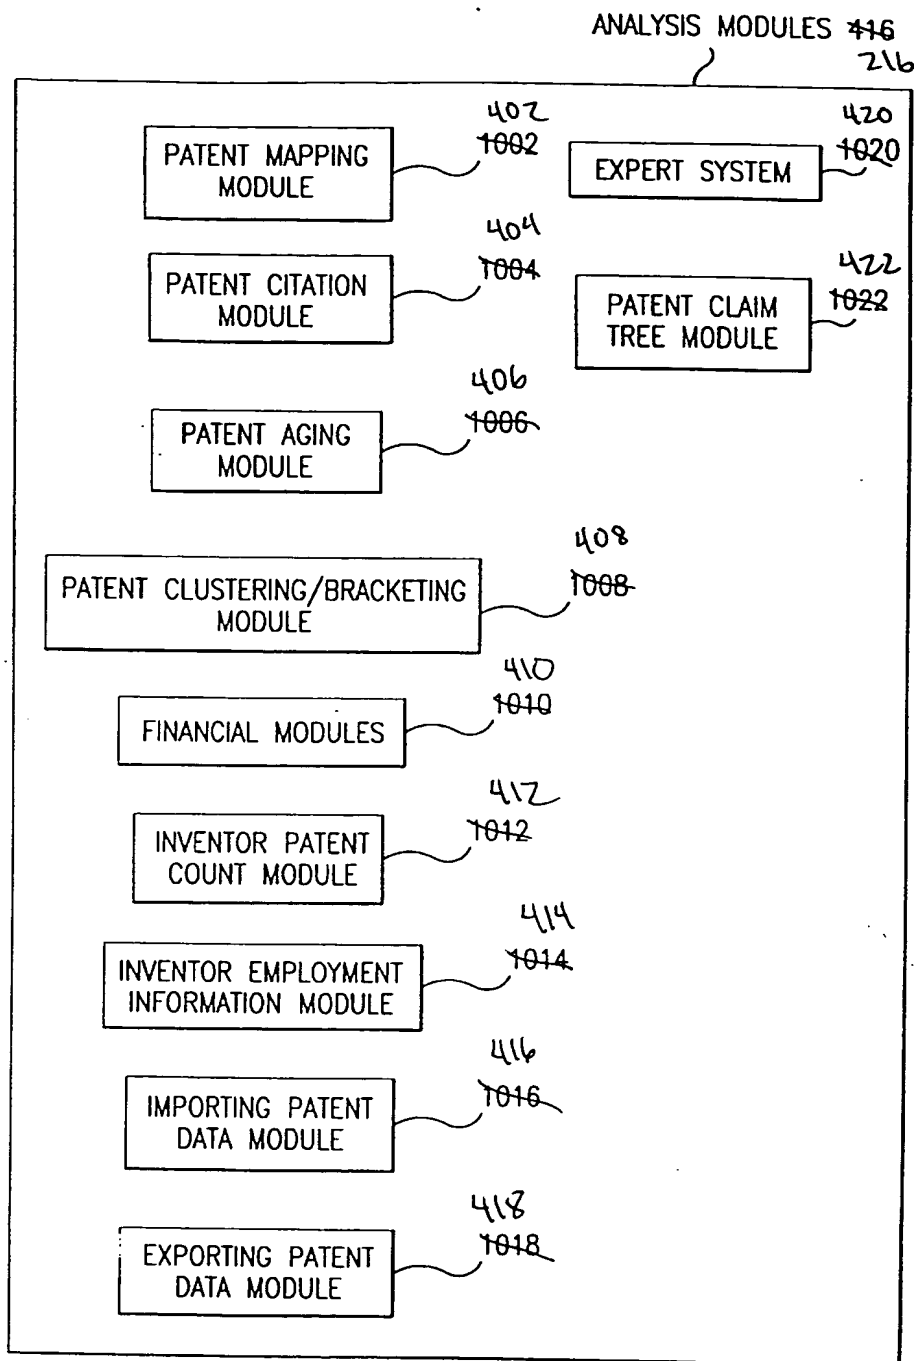 ANALYSIS MODULES 416
216
402
PATENT MAPPING
MODULE
1002
420
EXPERT SYSTEM
1020
404
PATENT CITATION
MODULE
1004
422
PATENT CLAIM
TREE MODULE
1022
406
PATENT AGING
MODULE
1006
408
PATENT CLUSTERING/BRACKETING
MODULE
1008
410
FINANCIAL MODULES
1010
412
INVENTOR PATENT
COUNT MODULE
1012
414
INVENTOR EMPLOYMENT
INFORMATION MODULE
1014
416
IMPORTING PATENT
DATA MODULE
1016
418
EXPORTING PATENT
DATA MODULE
1018